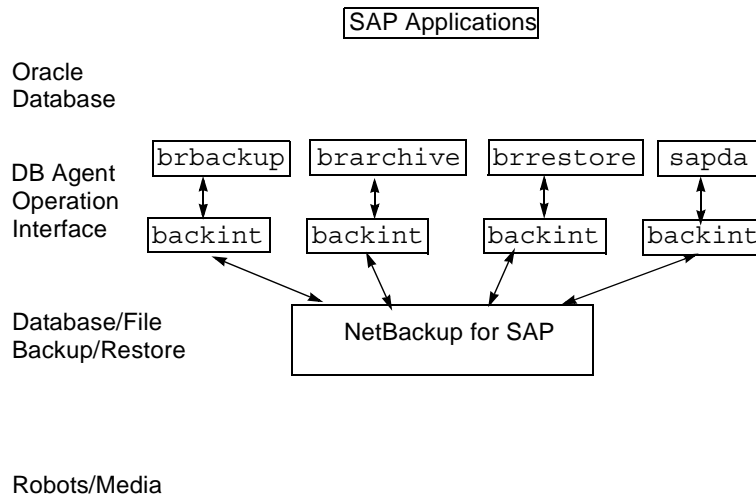 SAP Applications
Oracle
Database
brbackup brarchive brrestore sapda
DB Agent
Operation
Interface
backint backint backint backint
Database/File
Backup/Restore
NetBackup for SAP
Robots/Media